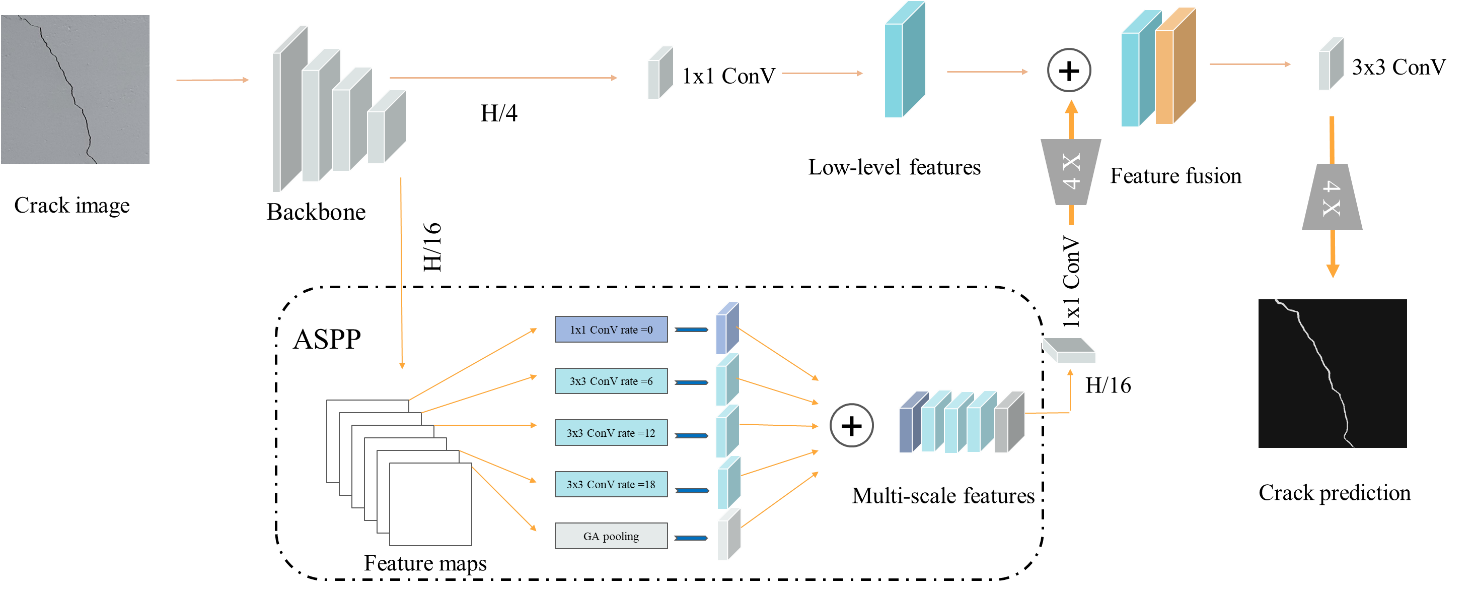 1x1 ConV
3x3 ConV
H/4
Low-level features
4 X
Feature fusion
4 X
Crack image
Backbone
H/16
1x1 ConV
ASPP
1x1 ConV rate =0
3x3 ConV rate =6
3x3 ConV rate =12
3x3 ConV rate =18
GA pooling
Feature maps
Multi-scale features
H/16
Crack prediction